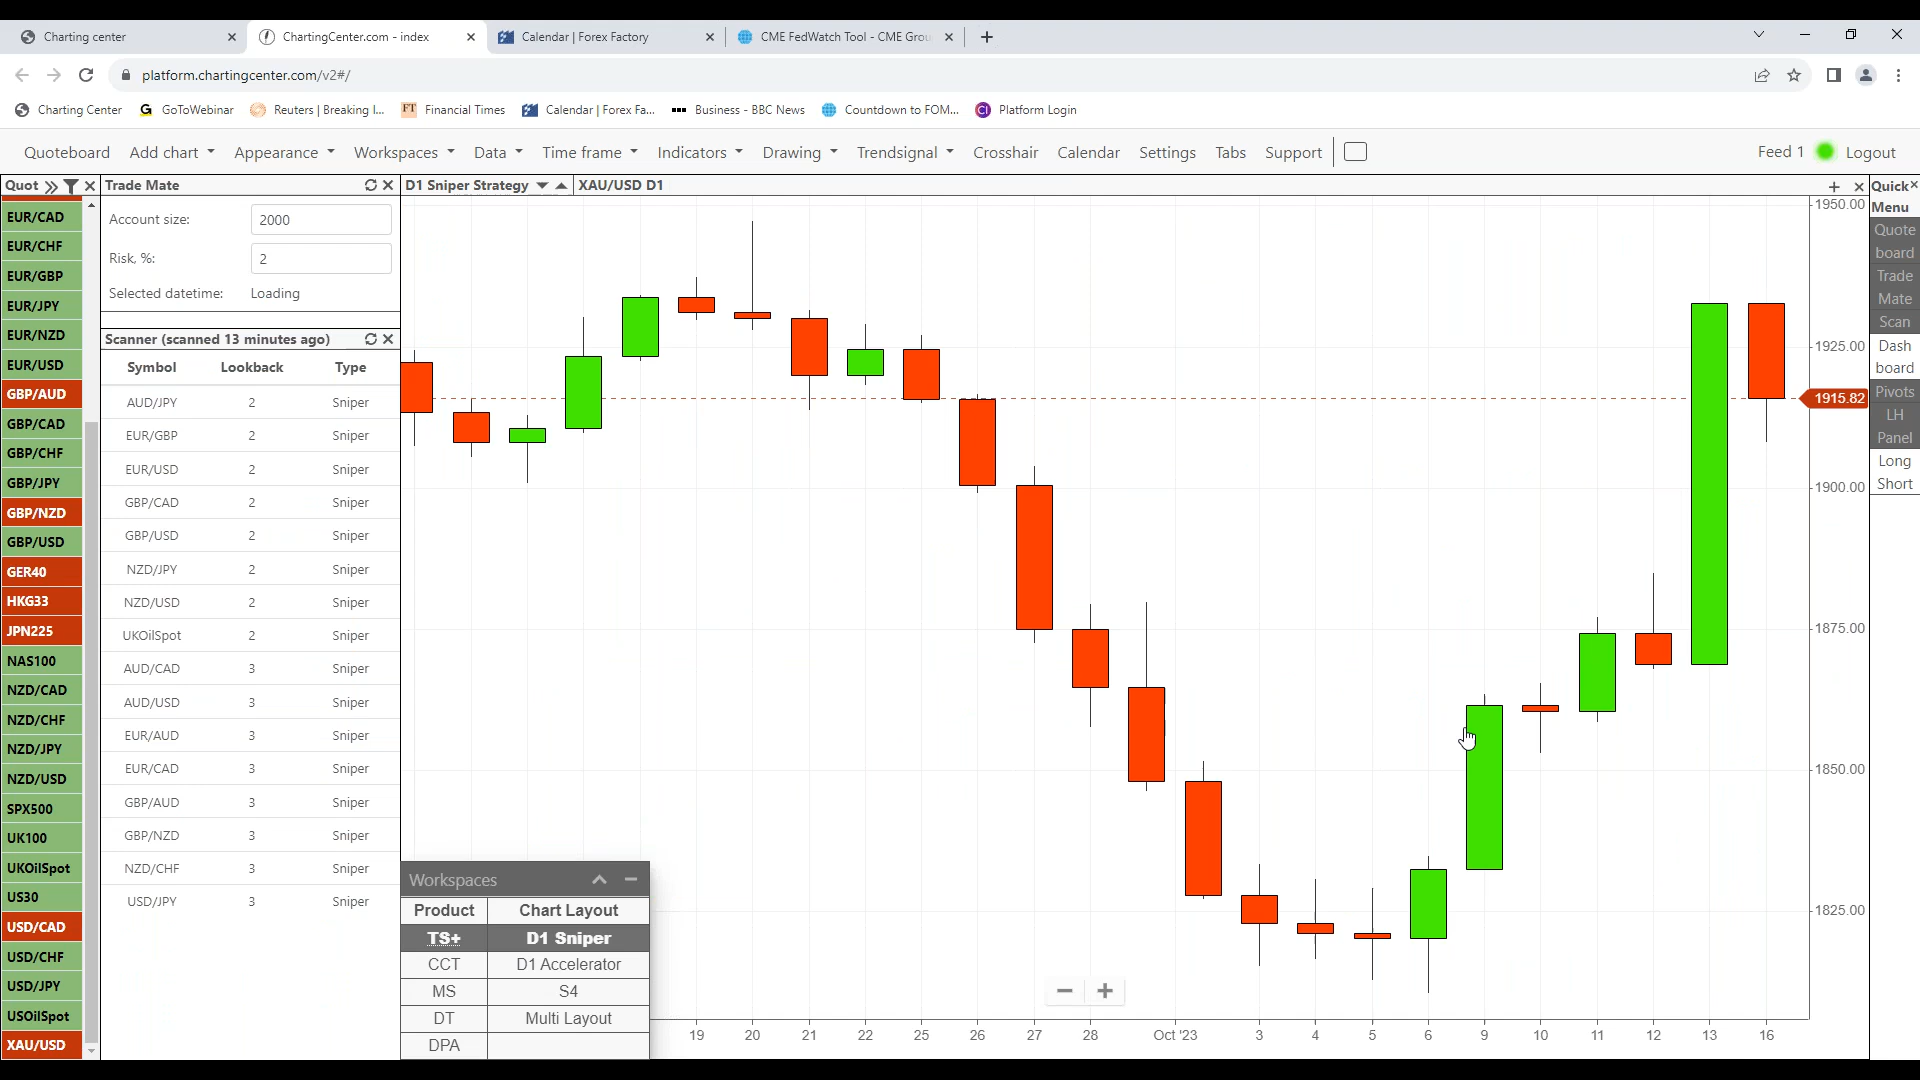 Charting center
ChartingCenter.com - index
Calendar | Forex Factory
CME FedWatch Tool - CME Grou
platform.chartingcenter.com/v2#/
Charting Center
GoToWebinar
Reuters | Breaking I...
FT Financial Times
Calendar | Forex Fa...
Business - BBC News
Countdown to FOM...
Platform Login
Quoteboard
Add chart
Appearance
Workspaces
Data
Time frame
Indicators
Drawing
Trendsignal
Crosshair
Calendar
Settings
Tabs
Support
Feed 1
Logout
Quot
EUR/CAD
EUR/CHF
EUR/GBP
EUR/JPY
EUR/NZD
EUR/USD
GBP/AUD
GBP/CAD
GBP/CHF
GBP/JPY
GBP/NZD
GBP/USD
GER40
HKG33
JPN225
NAS100
NZD/CAD
NZD/CHF
NZD/JPY
NZD/USD
SPX500
UK100
UKOilSpot
US30
USD/CAD
USD/CHF
USD/JPY
USOilSpot
XAU/USD
Trade Mate
Account size: 2000
Risk, %: 2
Selected datetime: Loading
Scanner (scanned 13 minutes ago)
Symbol Lookback Type
AUD/JPY 2 Sniper
EUR/GBP 2 Sniper
EUR/USD 2 Sniper
GBP/CAD 2 Sniper
GBP/USD 2 Sniper
NZD/JPY 2 Sniper
NZD/USD 2 Sniper
UKOilSpot 2 Sniper
AUD/CAD 3 Sniper
AUD/USD 3 Sniper
EUR/AUD 3 Sniper
EUR/CAD 3 Sniper
GBP/AUD 3 Sniper
GBP/NZD 3 Sniper
NZD/CHF 3 Sniper
USD/JPY 3 Sniper
D1 Sniper Strategy
XAU/USD D1
1950.00
1925.00
1915.82
1900.00
1875.00
1850.00
1825.00
Workspaces
Product Chart Layout
TS+ D1 Sniper
CCT D1 Accelerator
MS S4
DT Multi Layout
DPA
19 20 21 22 25 26 27 28 Oct '23 3 4 5 6 9 10 11 12 13 16
Quick
Menu
Quote
board
Trade
Mate
Scan
Dash
board
Pivots
LH
Panel
Long
Short